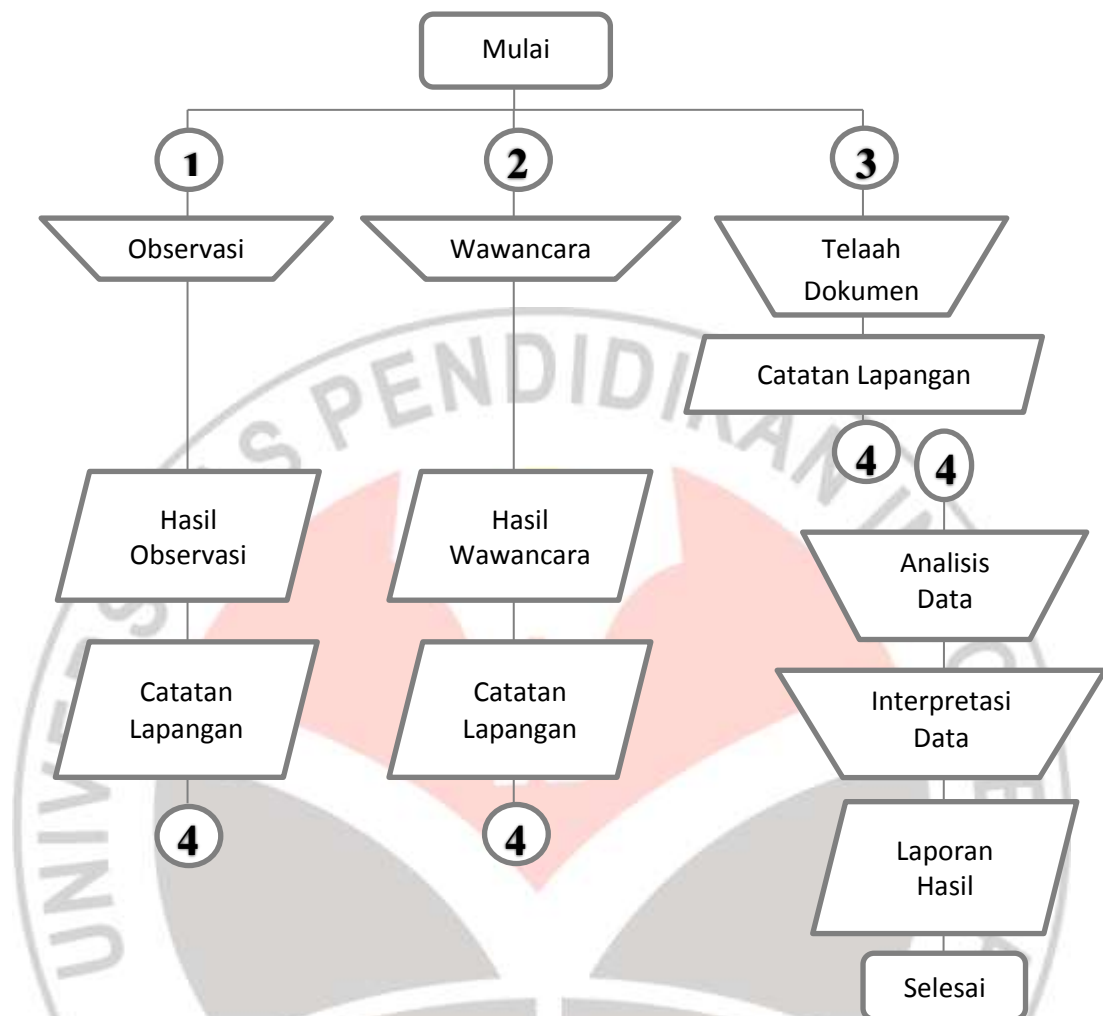 Mulai
1
2
3
Observasi
Wawancara
Telaah
Dokumen
Catatan Lapangan
4
4
Hasil
Observasi
Hasil
Wawancara
Analisis
Data
Catatan
Lapangan
Catatan
Lapangan
Interpretasi
Data
4
4
Laporan
Hasil
Selesai
PENDIDIKAN